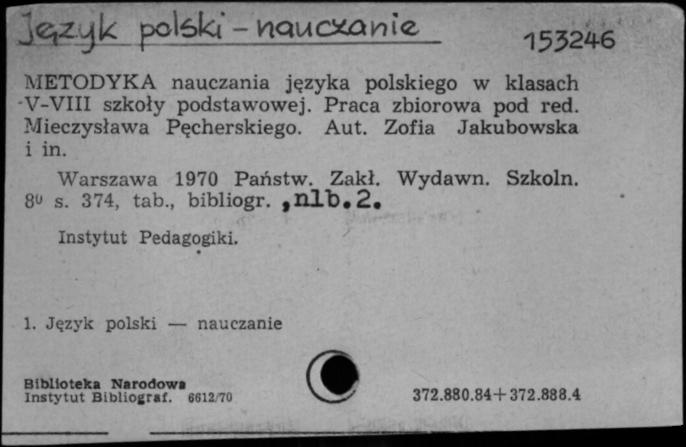 Język polski - nauczanie
153246
METODYKA nauczania języka polskiego w klasach
V-VIII szkoły podstawowej. Praca zbiorowa pod red.
Mieczysława Pęcherskiego. Aut. Zofia Jakubowska
i in.
Warszawa 1970 Państw. Zakł. Wydawn. Szkoln.
8⁰ s. 374, tab., bibliogr. ,nlb.2.
Instytut Pedagogiki.
1. Język polski — nauczanie
Biblioteka Narodowa
Instytut Bibliograf. 6612/70
372.880.84+372.888.4